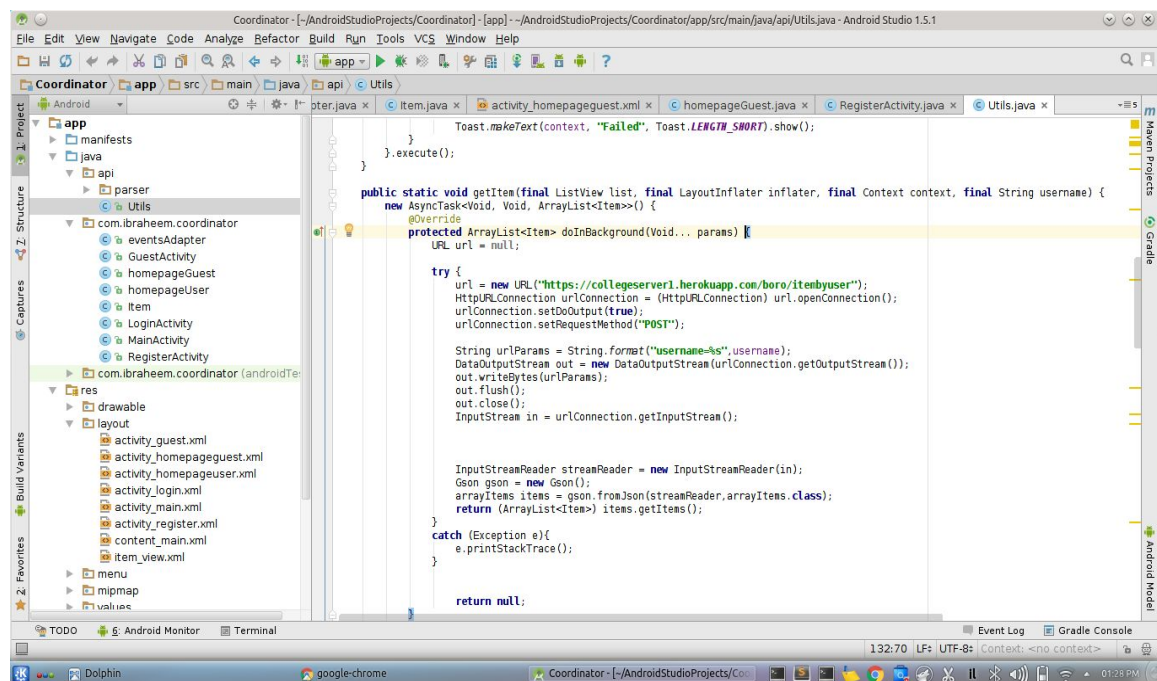 Coordinator - [~/AndroidStudioProjects/Coordinator] - [app] - ~/AndroidStudioProjects/Coordinator/app/src/main/java/api/Utils.java - Android Studio 1.5.1
File Edit View Navigate Code Analyze Refactor Build Run Tools VCS Window Help
app
Coordinator app src main java api Utils
Android
pter.java × Item.java × activity_homepageguest.xml × homepageGuest.java × RegisterActivity.java × Utils.java × 5
1: Project
Z: Structure
Captures
Build Variants
2: Favorites
app
manifests
java
api
parser
Utils
com.ibraheem.coordinator
eventsAdapter
GuestActivity
homepageGuest
homepageUser
Item
LoginActivity
MainActivity
RegisterActivity
com.ibraheem.coordinator (androidTe
res
drawable
layout
activity_guest.xml
activity_homepageguest.xml
activity_homepageuser.xml
activity_login.xml
activity_main.xml
activity_register.xml
content_main.xml
item_view.xml
menu
mipmap
values
Toast.makeText(context, "Failed", Toast.LENGTH_SHORT).show();
}
}.execute();
}
public static void getItem(final ListView list, final LayoutInflater inflater, final Context context, final String username) {
new AsyncTask<Void, Void, ArrayList<Item>>() {
@Override
protected ArrayList<Item> doInBackground(Void... params) {
URL url = null;
try {
url = new URL("https://collegeserver1.herokuapp.com/boro/itembyuser");
HttpURLConnection urlConnection = (HttpURLConnection) url.openConnection();
urlConnection.setDoOutput(true);
urlConnection.setRequestMethod("POST");
String urlParams = String.format("username=%s",username);
DataOutputStream out = new DataOutputStream(urlConnection.getOutputStream());
out.writeBytes(urlParams);
out.flush();
out.close();
InputStream in = urlConnection.getInputStream();
InputStreamReader streamReader = new InputStreamReader(in);
Gson gson = new Gson();
arrayItems items = gson.fromJson(streamReader,arrayItems.class);
return (ArrayList<Item>) items.getItems();
}
catch (Exception e){
e.printStackTrace();
}
return null;
}
m
Maven Projects
Gradle
Android Model
TODO 6: Android Monitor Terminal Event Log Gradle Console
132:70 LF UTF-8 Context: <no context>
Dolphin google-chrome Coordinator - [~/AndroidStudioProjects/Coo 01:28 PM